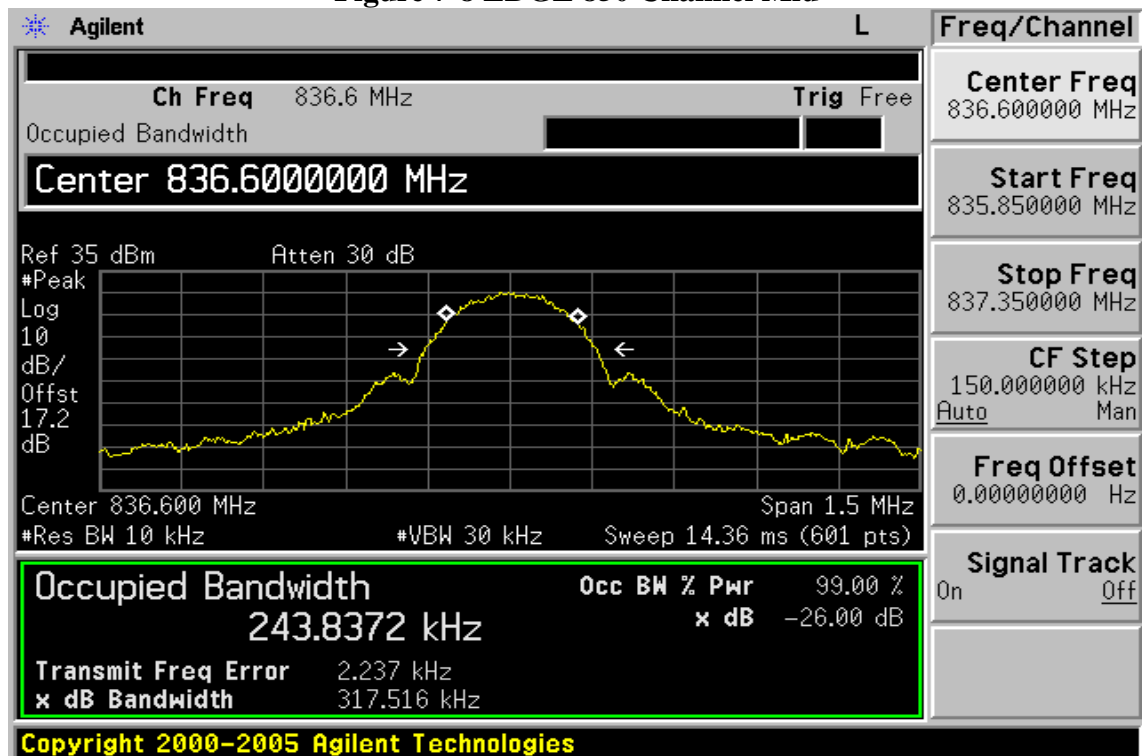 Agilent L
Freq/Channel
Ch Freq 836.6 MHz Trig Free
Occupied Bandwidth
Center 836.6000000 MHz
Ref 35 dBm Atten 30 dB
#Peak
Log
10
dB/
Offst
17.2
dB
Center 836.600 MHz Span 1.5 MHz
#Res BW 10 kHz #VBW 30 kHz Sweep 14.36 ms (601 pts)
Occupied Bandwidth
243.8372 kHz
Occ BW % Pwr 99.00 %
x dB -26.00 dB
Transmit Freq Error 2.237 kHz
x dB Bandwidth 317.516 kHz
Center Freq
836.600000 MHz
Start Freq
835.850000 MHz
Stop Freq
837.350000 MHz
CF Step
150.000000 kHz
Auto Man
Freq Offset
0.00000000 Hz
Signal Track
On Off
Copyright 2000-2005 Agilent Technologies